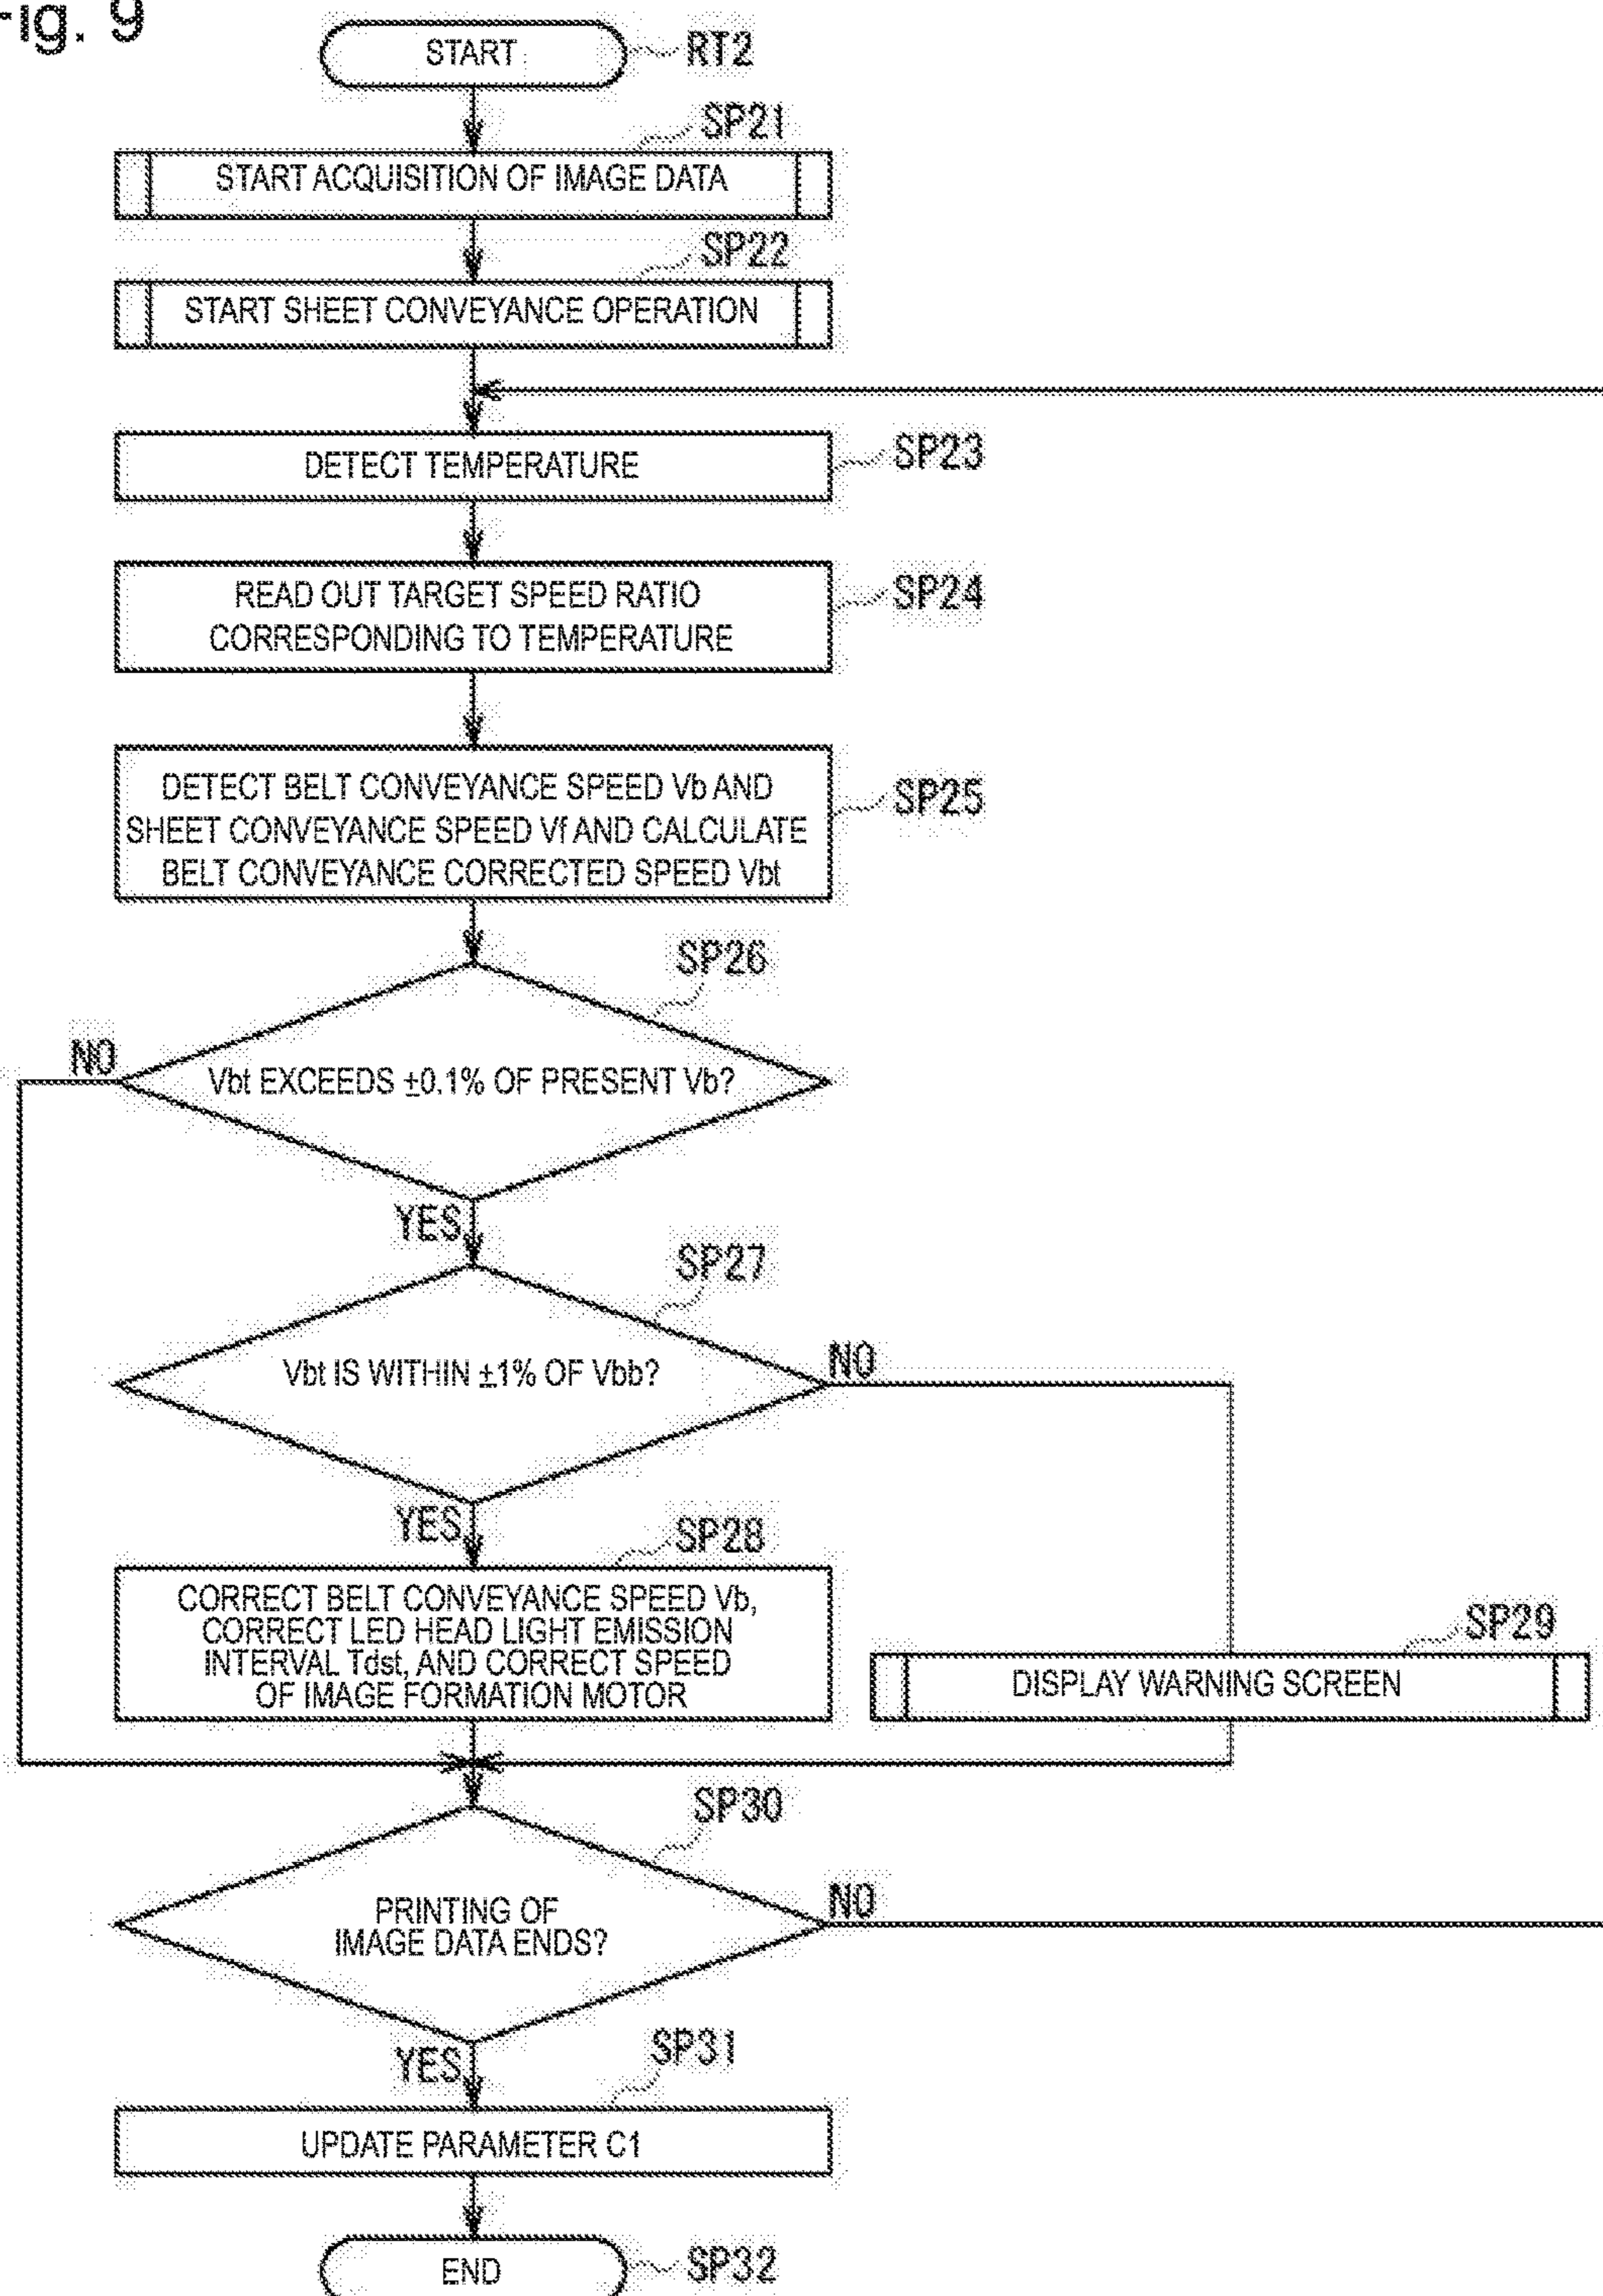 Fig. 9
START
RT2
SP21
START ACQUISITION OF IMAGE DATA
SP22
START SHEET CONVEYANCE OPERATION
DETECT TEMPERATURE
SP23
READ OUT TARGET SPEED RATIO
CORRESPONDING TO TEMPERATURE
SP24
DETECT BELT CONVEYANCE SPEED Vb AND
SHEET CONVEYANCE SPEED Vf AND CALCULATE
BELT CONVEYANCE CORRECTED SPEED Vbt
SP25
SP26
NO
Vbt EXCEEDS ±0.1% OF PRESENT Vb?
YES
SP27
Vbt IS WITHIN ±1% OF Vbb?
NO
YES
SP28
CORRECT BELT CONVEYANCE SPEED Vb,
CORRECT LED HEAD LIGHT EMISSION
INTERVAL Tdst, AND CORRECT SPEED
OF IMAGE FORMATION MOTOR
SP29
DISPLAY WARNING SCREEN
SP30
PRINTING OF
IMAGE DATA ENDS?
NO
YES
SP31
UPDATE PARAMETER C1
END
SP32